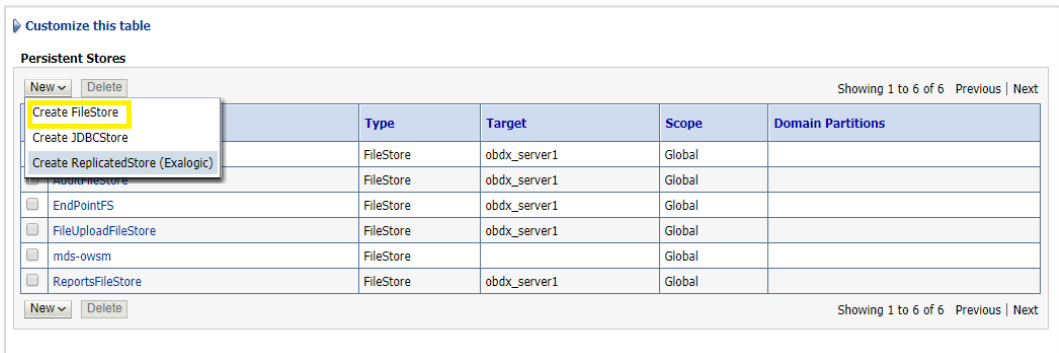 Customize this table
Persistent Stores
New Delete Showing 1 to 6 of 6 Previous | Next
Create FileStore
Create JDBCStore
Create ReplicatedStore (Exalogic)
Type Target Scope Domain Partitions
FileStore obdx_server1 Global
AuditFileStore FileStore obdx_server1 Global
EndPointFS FileStore obdx_server1 Global
FileUploadFileStore FileStore obdx_server1 Global
mds-owsm FileStore Global
ReportsFileStore FileStore obdx_server1 Global
New Delete Showing 1 to 6 of 6 Previous | Next